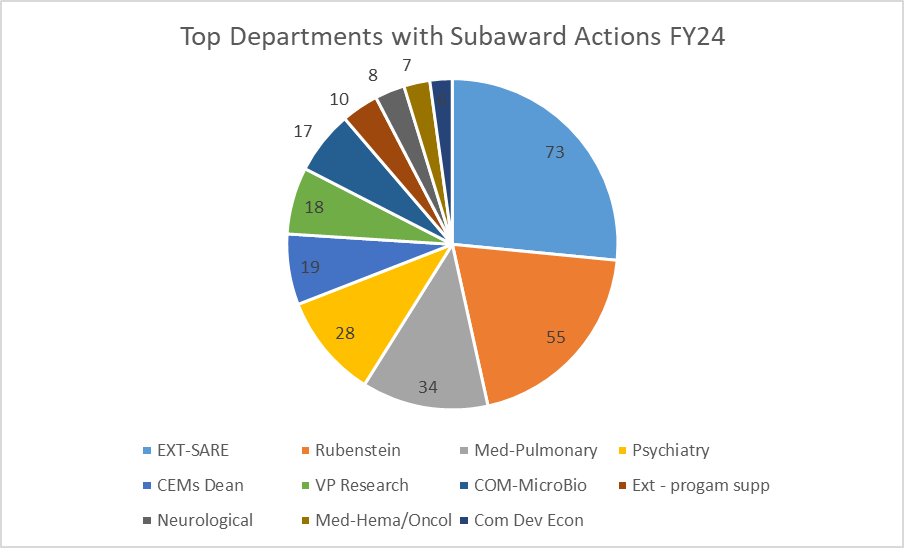 Top Departments with Subaward Actions FY24
73
55
34
28
19
18
17
10
8
7
EXT-SARE
Rubenstein
Med-Pulmonary
Psychiatry
CEMs Dean
VP Research
COM-MicroBio
Ext - progam supp
Neurological
Med-Hema/Oncol
Com Dev Econ